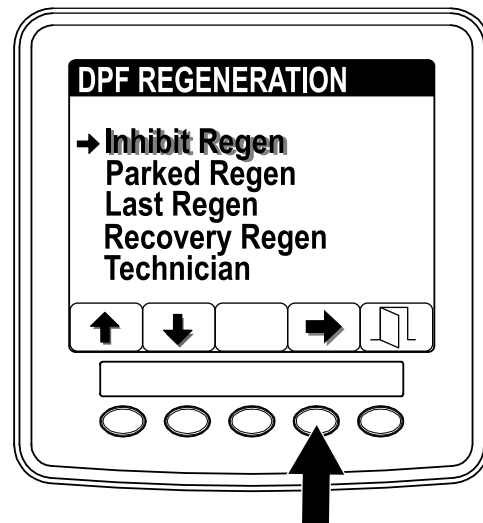 DPF REGENERATION
Inhibit Regen
Parked Regen
Last Regen
Recovery Regen
Technician